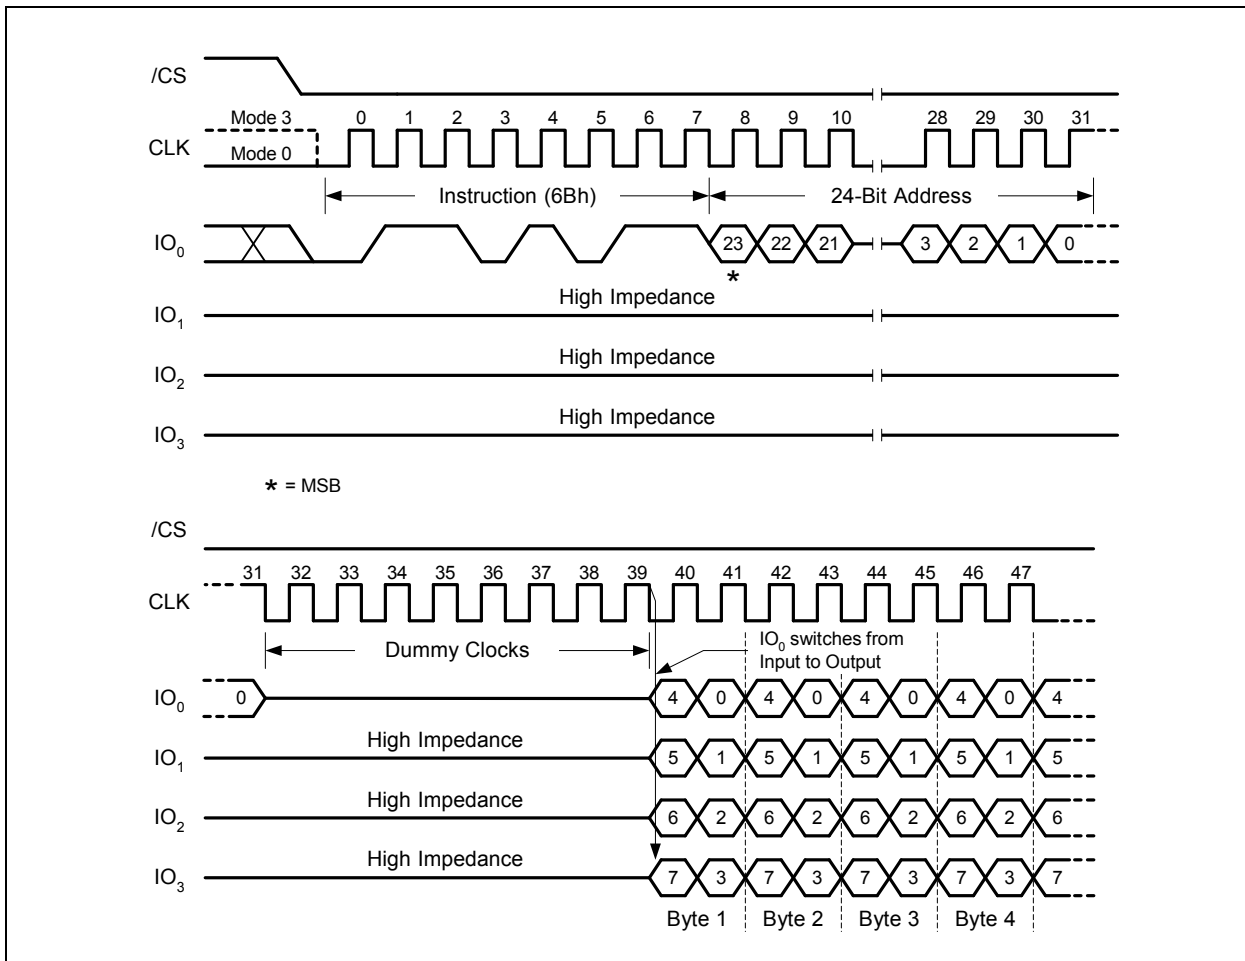 /CS
Mode 3 0 1 2 3 4 5 6 7 8 9 10 28 29 30 31
CLK
Mode 0
Instruction (6Bh) 24-Bit Address
IO0 23 22 21 3 2 1 0
*
High Impedance
IO1
High Impedance
IO2
High Impedance
IO3
* = MSB
/CS
31 32 33 34 35 36 37 38 39 40 41 42 43 44 45 46 47
CLK
Dummy Clocks
IO0 switches from
Input to Output
IO0 0 4 0 4 0 4 0 4 0 4
High Impedance
IO1 5 1 5 1 5 1 5 1 5
High Impedance
IO2 6 2 6 2 6 2 6 2 6
High Impedance
IO3 7 3 7 3 7 3 7 3 7
Byte 1 Byte 2 Byte 3 Byte 4